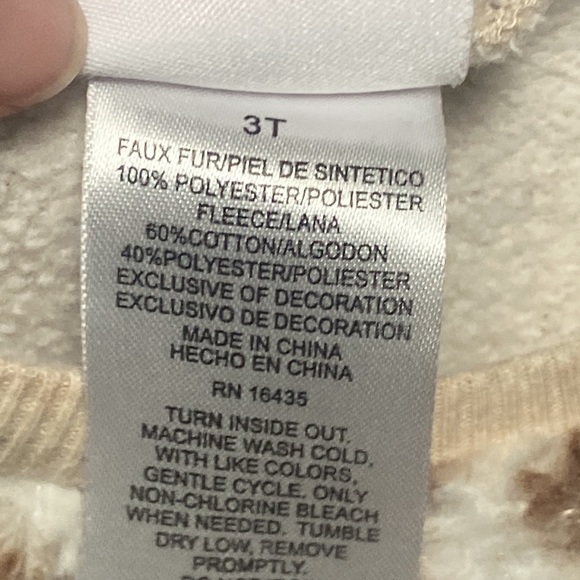 3T
FAUX FUR/PIEL DE SINTETICO
100% POLYESTER/POLIESTER
FLEECE/LANA
60%COTTON/ALGODON
40%POLYESTER/POLIESTER
EXCLUSIVE OF DECORATION
EXCLUSIVO DE DECORATION
MADE IN CHINA
HECHO EN CHINA
RN 16435
TURN INSIDE OUT,
MACHINE WASH COLD,
WITH LIKE COLORS,
GENTLE CYCLE. ONLY
NON-CHLORINE BLEACH
WHEN NEEDED. TUMBLE
DRY LOW, REMOVE
PROMPTLY.